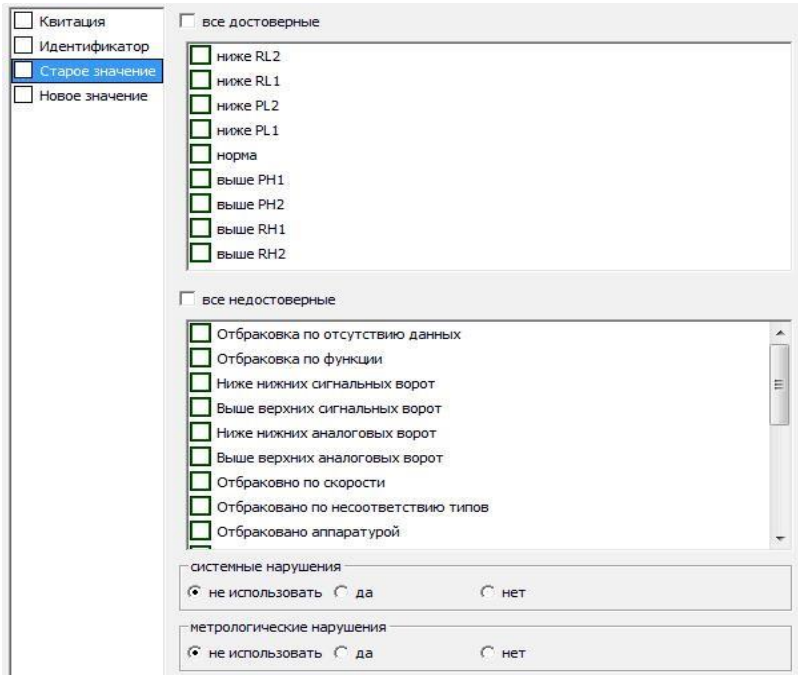 Квитация
Идентификатор
Старое значение
Новое значение
все достоверные
ниже RL2
ниже RL1
ниже PL2
ниже PL1
норма
выше PH1
выше PH2
выше RH1
выше RH2
все недостоверные
Отбраковка по отсутствию данных
Отбраковка по функции
Ниже нижних сигнальных ворот
Выше верхних сигнальных ворот
Ниже нижних аналоговых ворот
Выше верхних аналоговых ворот
Отбраковно по скорости
Отбраковано по несоответствию типов
Отбраковано аппаратурой
системные нарушения
не использовать да нет
метрологические нарушения
не использовать да нет